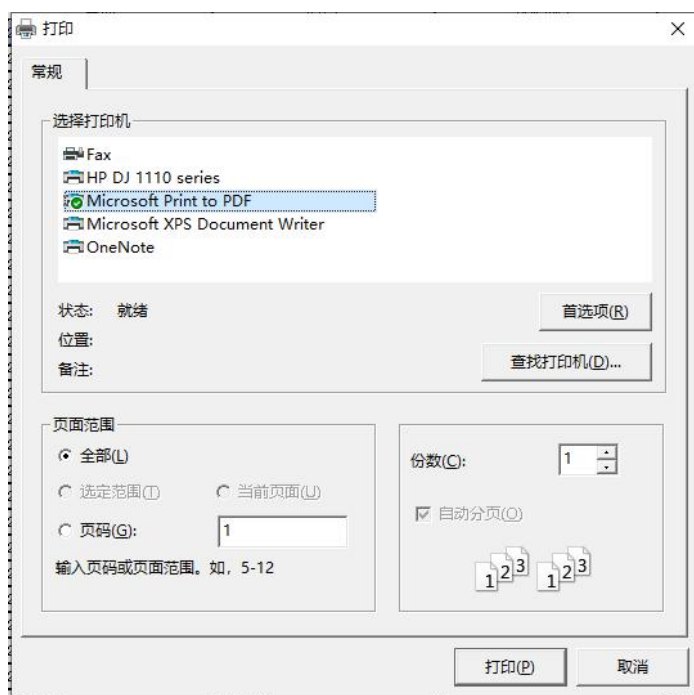 打印
常规
选择打印机
Fax
HP DJ 1110 series
Microsoft Print to PDF
Microsoft XPS Document Writer
OneNote
状态: 就绪
首选项(R)
位置:
备注:
查找打印机(D)...
页面范围
全部(L)
选定范围(T) 当前页面(U)
页码(G): 1
输入页码或页面范围。如, 5-12
份数(C): 1
自动分页(O)
1 2 3 1 2 3
打印(P) 取消